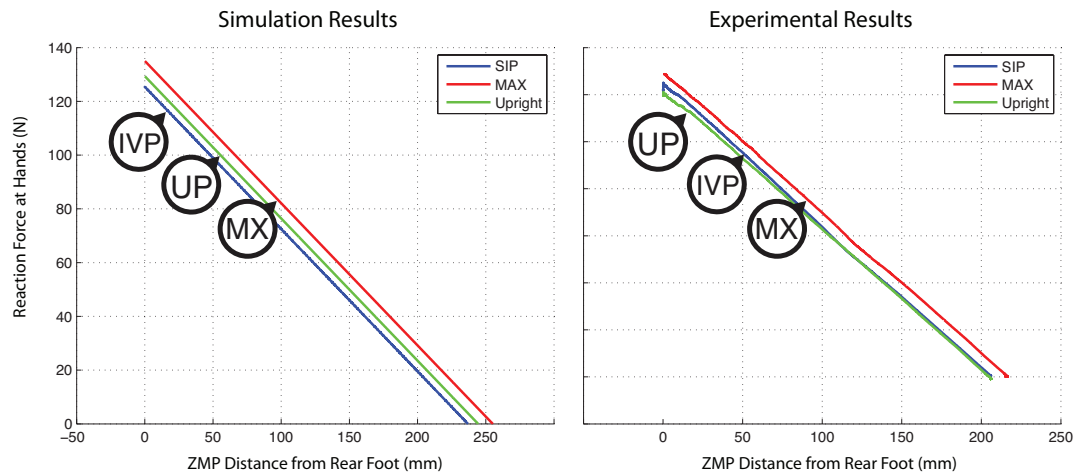 Simulation Results
Experimental Results
Reaction Force at Hands (N)
140
120
100
80
60
40
20
0
SIP
MAX
Upright
IVP
UP
MX
−50
0
50
100
150
200
250
ZMP Distance from Rear Foot (mm)
SIP
MAX
Upright
UP
IVP
MX
0
50
100
150
200
250
ZMP Distance from Rear Foot (mm)